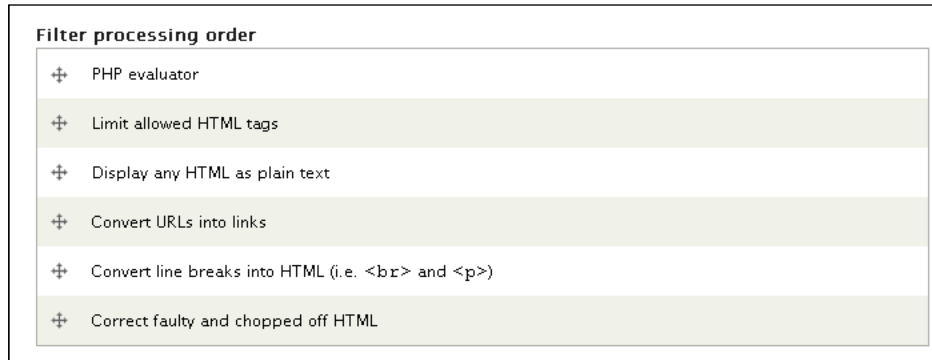 Filter processing order
PHP evaluator
Limit allowed HTML tags
Display any HTML as plain text
Convert URLs into links
Convert line breaks into HTML (i.e. <br> and <p>)
Correct faulty and chopped off HTML